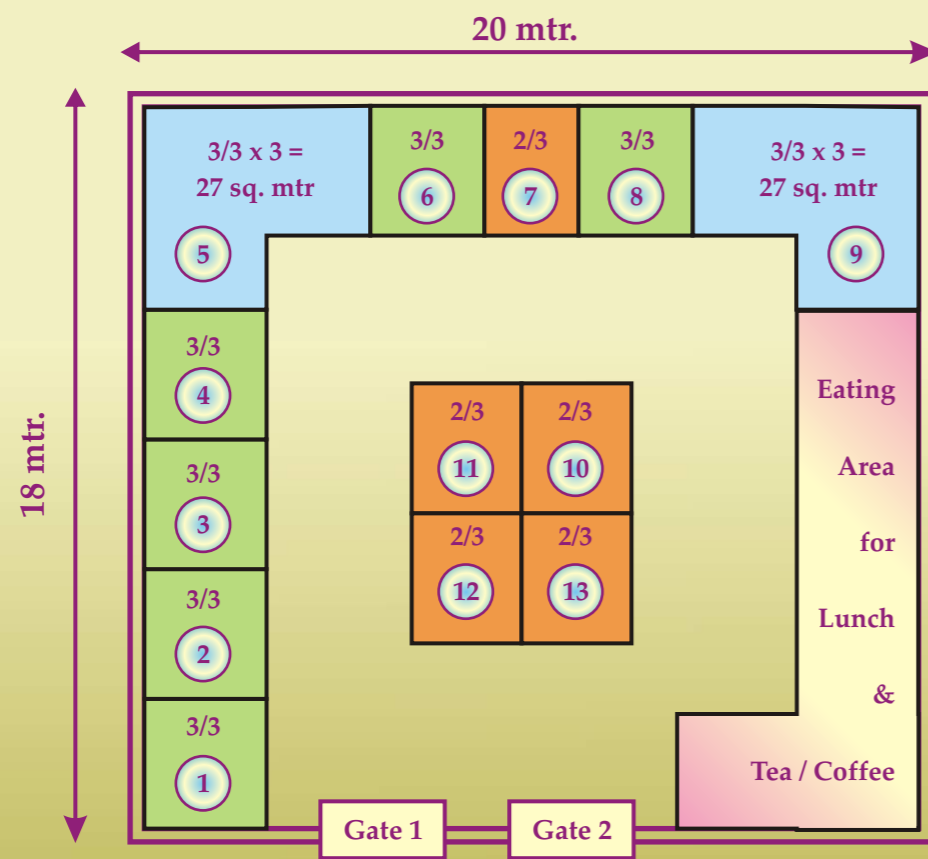 20 mtr.
18 mtr.
3/3 x 3 =
27 sq. mtr
5
3/3
6
2/3
7
3/3
8
3/3 x 3 =
27 sq. mtr
9
3/3
4
3/3
3
3/3
2
3/3
1
2/3
11
2/3
10
2/3
12
2/3
13
Eating
Area
for
Lunch
&
Tea / Coffee
Gate 1
Gate 2